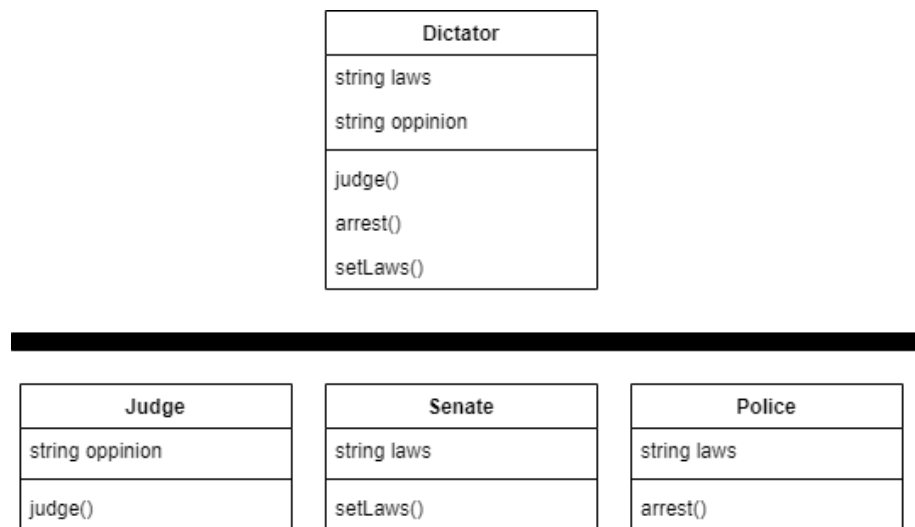 Dictator
string laws
string oppinion
judge()
arrest()
setLaws()
Judge
string oppinion
judge()
Senate
string laws
setLaws()
Police
string laws
arrest()